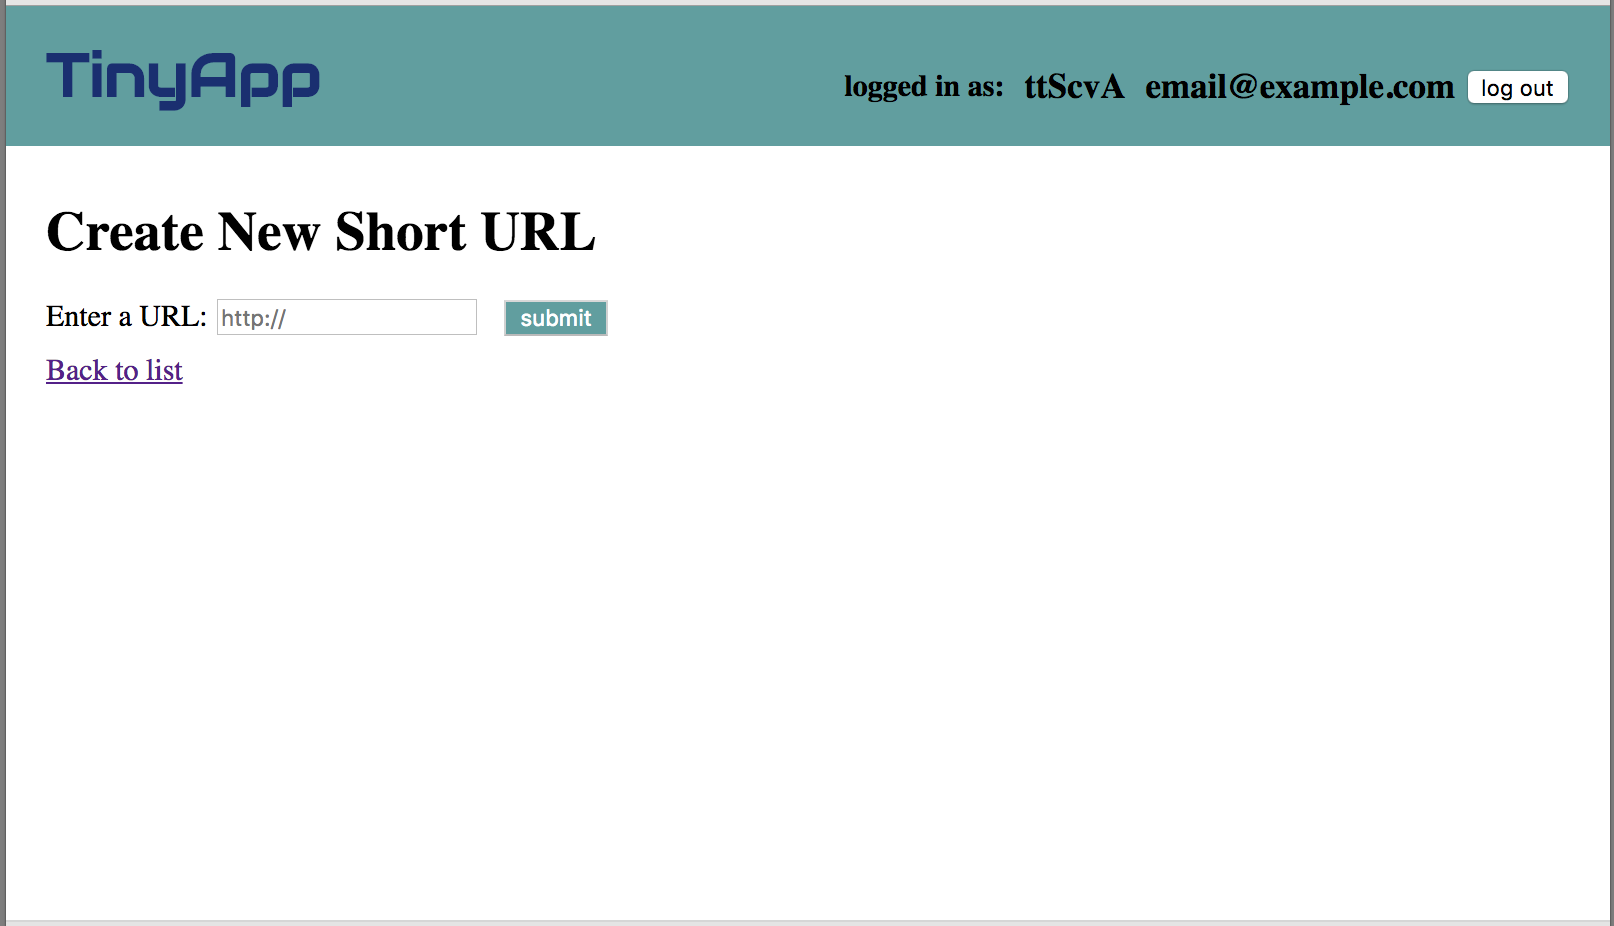 TinyApp
logged in as: ttScvA email@example.com log out
Create New Short URL
Enter a URL: http:// submit
Back to list